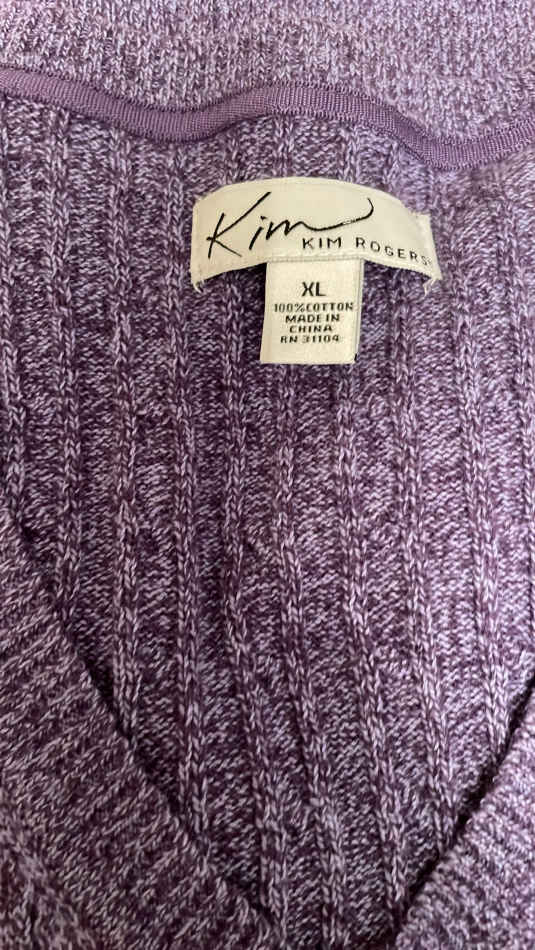 Kim
KIM ROGERS
XL
100%COTTON
MADE IN
CHINA
RN 31104